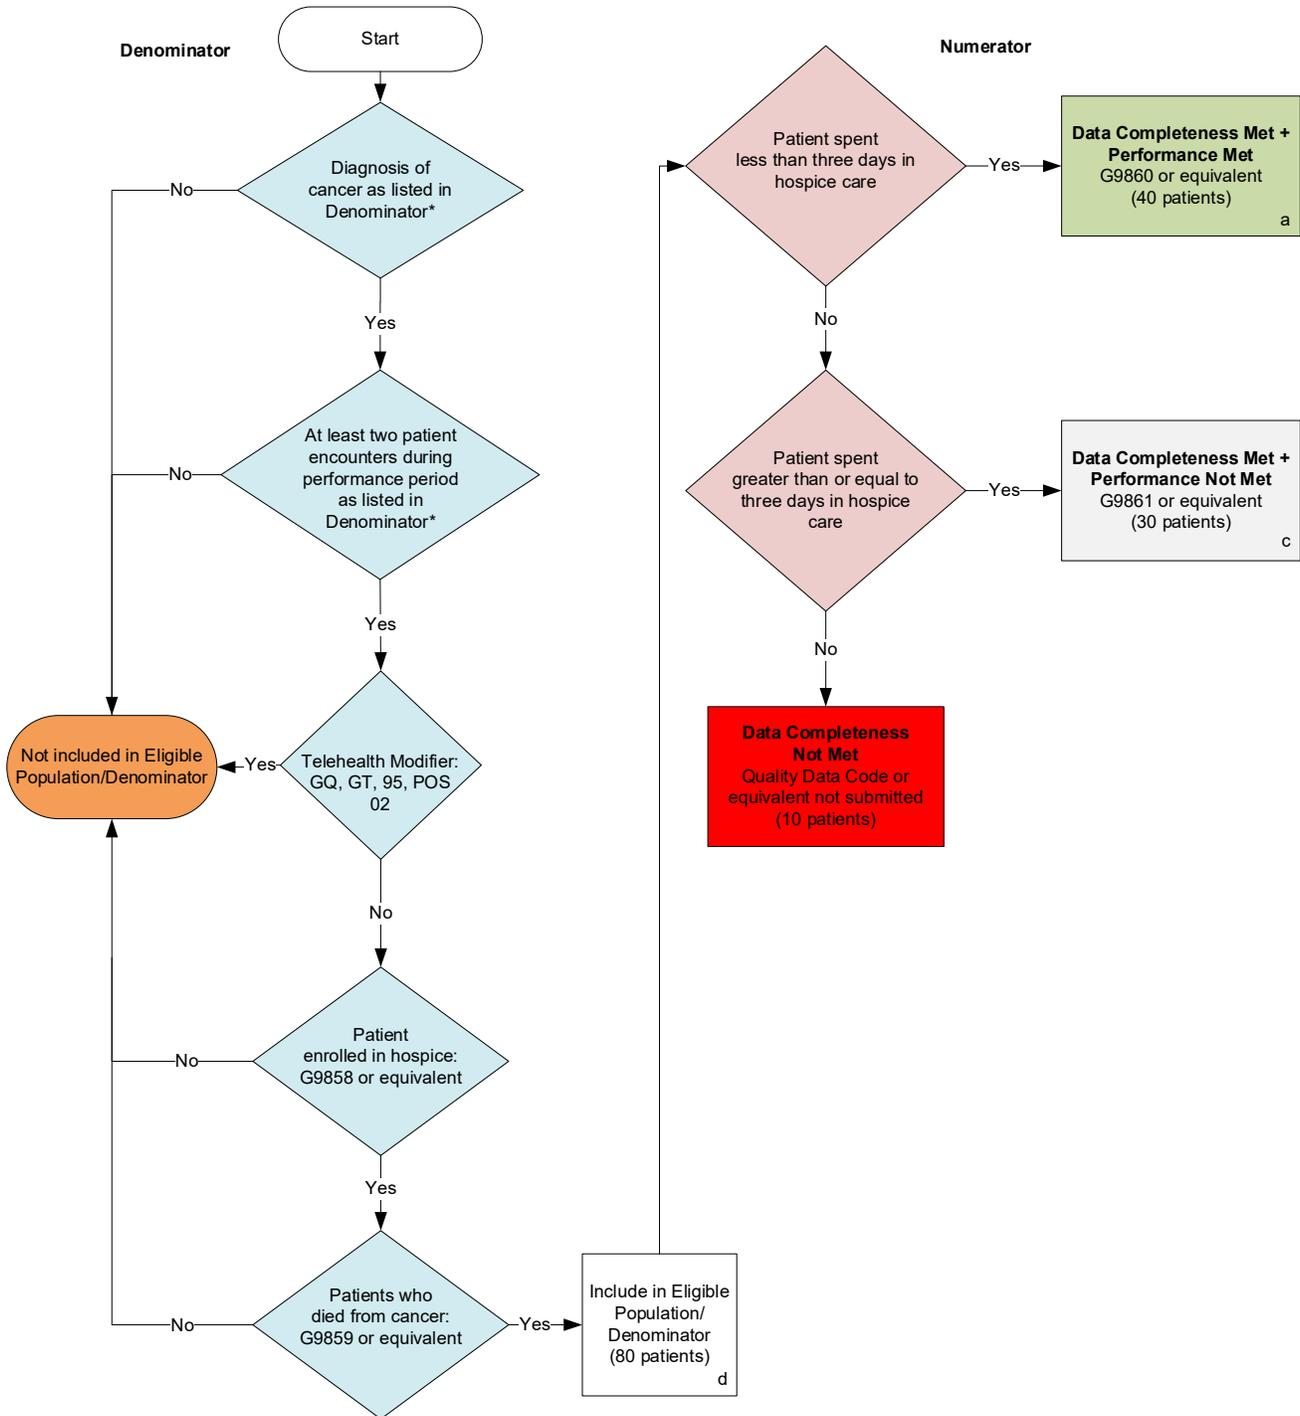 Denominator
Start
Diagnosis of
cancer as listed in
Denominator*
No
Yes
At least two patient
encounters during
performance period
as listed in
Denominator*
No
Yes
Not included in Eligible
Population/Denominator
Yes
Telehealth Modifier:
GQ, GT, 95, POS
02
No
Patient
enrolled in hospice:
G9858 or equivalent
No
Yes
Patients who
died from cancer:
G9859 or equivalent
No
Yes
Include in Eligible
Population/
Denominator
(80 patients)
d
Numerator
Patient spent
less than three days in
hospice care
Yes
Data Completeness Met +
Performance Met
G9860 or equivalent
(40 patients)
a
No
Patient spent
greater than or equal to
three days in hospice
care
Yes
Data Completeness Met +
Performance Not Met
G9861 or equivalent
(30 patients)
c
No
Data Completeness
Not Met
Quality Data Code or
equivalent not submitted
(10 patients)